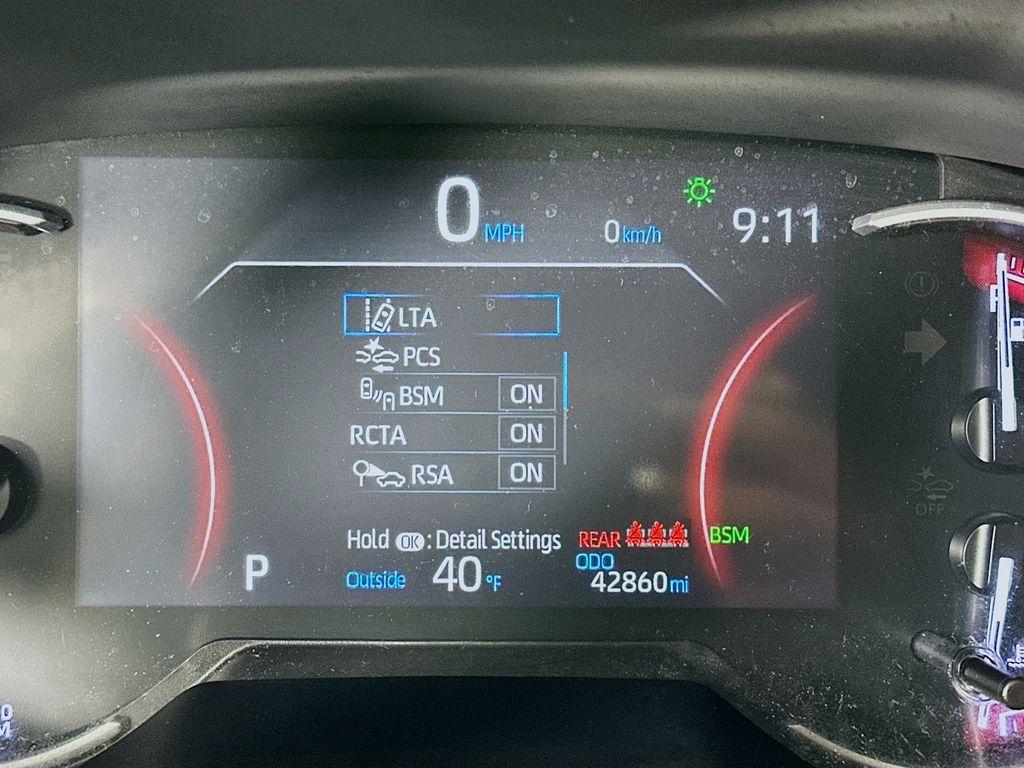 0 MPH 0 km/h 9:11
LTA
PCS
BSM ON
RCTA ON
RSA ON
Hold OK : Detail Settings REAR BSM
ODO
P Outside 40 °F 42860 mi
F
OFF